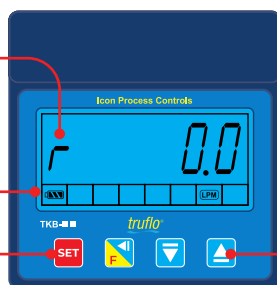 Icon Process Controls
r 0.0
LPM
TKB-■■ truflo®
SET F